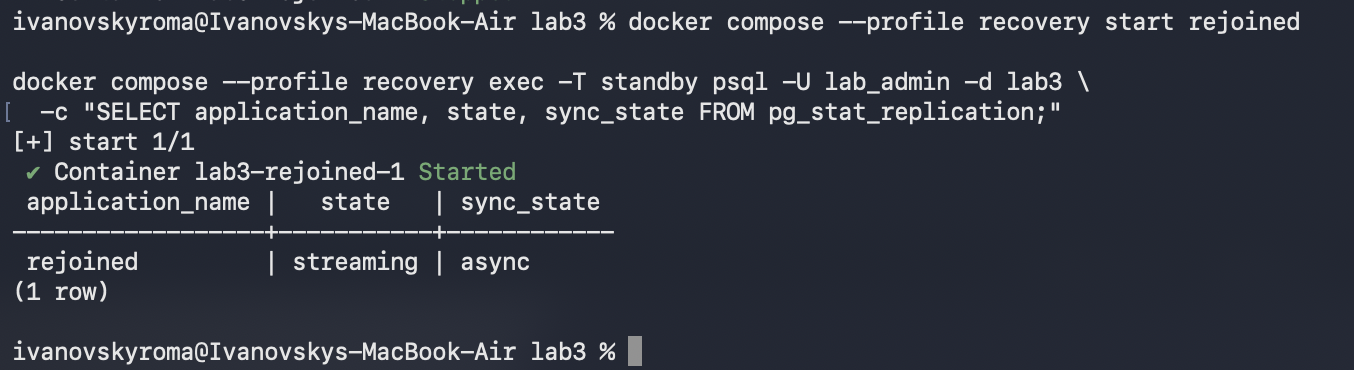 ivanovskyroma@Ivanovskys-MacBook-Air lab3 % docker compose --profile recovery start rejoined
docker compose --profile recovery exec -T standby psql -U lab_admin -d lab3 \
[  -c "SELECT application_name, state, sync_state FROM pg_stat_replication;"
[+] start 1/1
 ✔ Container lab3-rejoined-1 Started
 application_name |   state   | sync_state
------------------+-----------+------------
 rejoined         | streaming | async
(1 row)
ivanovskyroma@Ivanovskys-MacBook-Air lab3 %